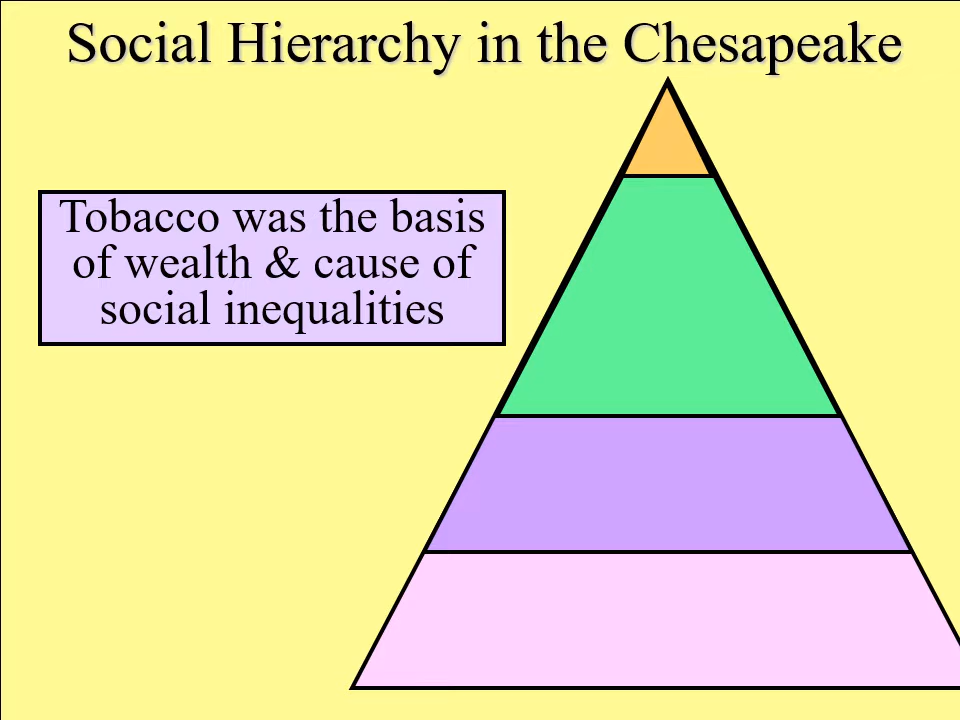 Social Hierarchy in the Chesapeake
Tobacco was the basis
of wealth & cause of
social inequalities